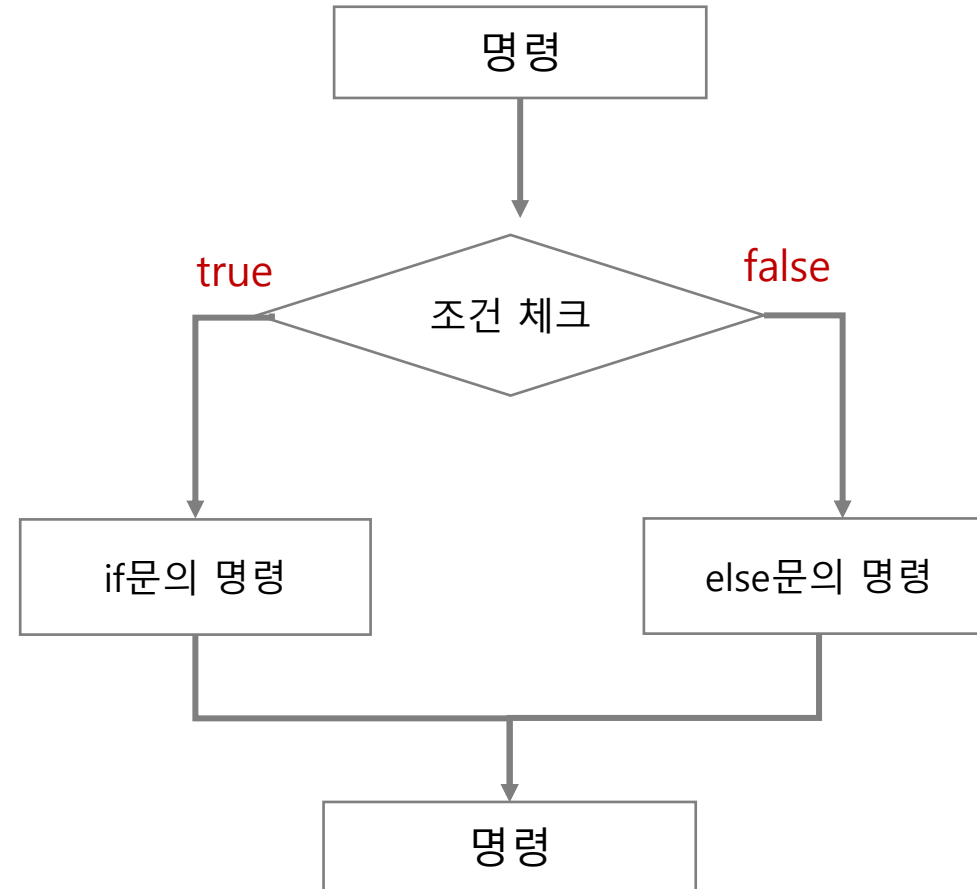 명령
true
false
조건 체크
if문의 명령
else문의 명령
명령